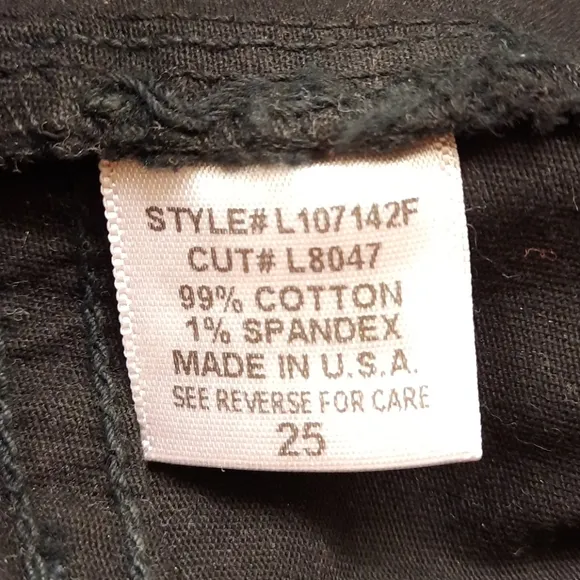 STYLE# L107142F
CUT# L8047
99% COTTON
1% SPANDEX
MADE IN U.S.A.
SEE REVERSE FOR CARE
25